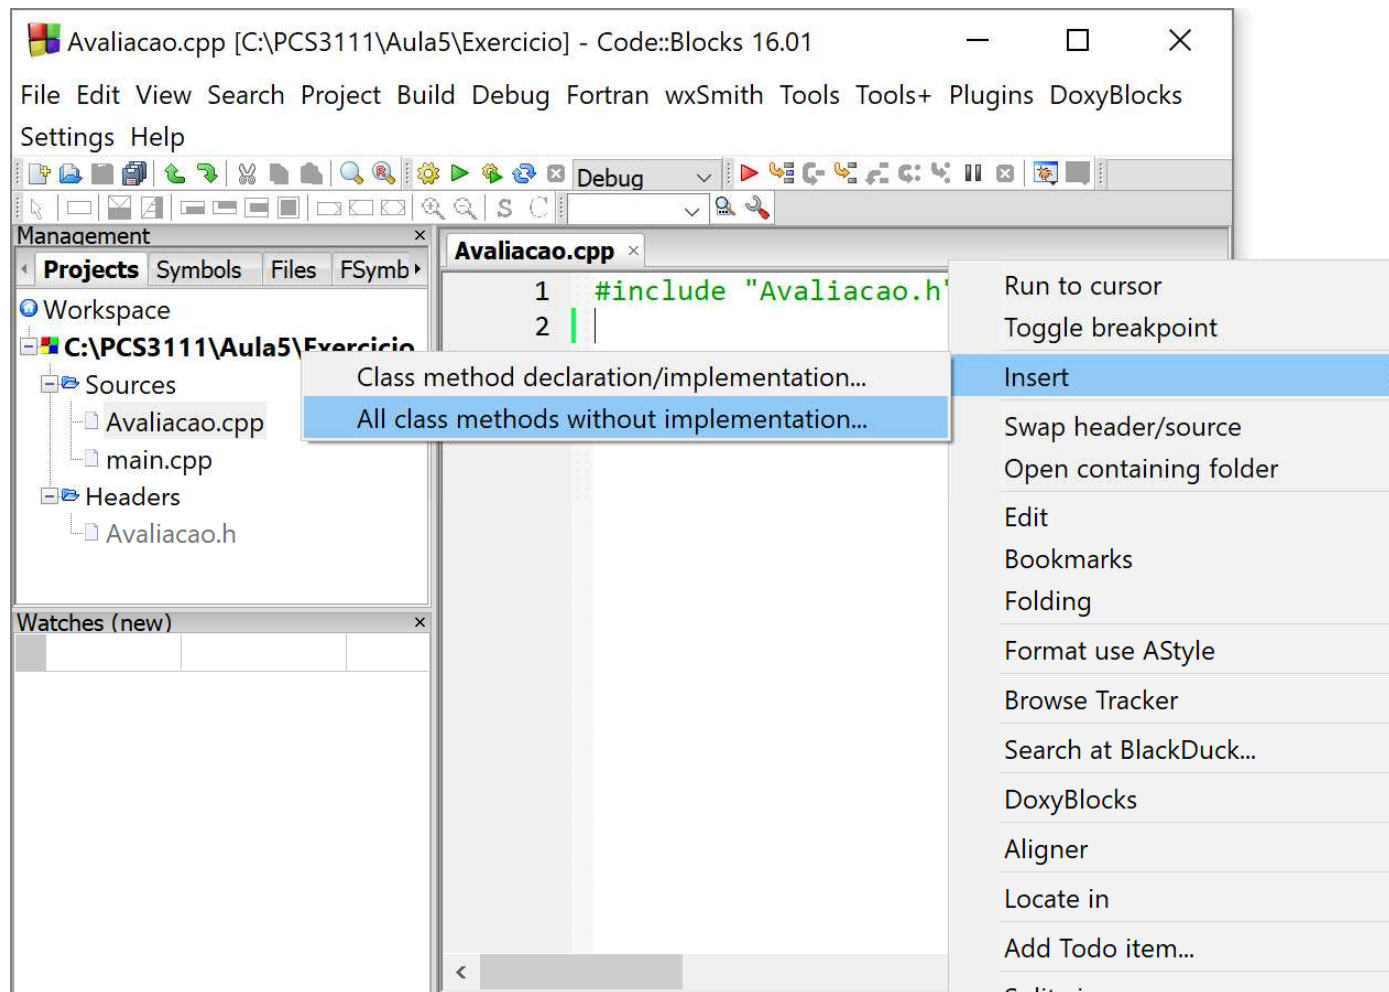 Avaliacao.cpp [C:\PCS3111\Aula5\Exercicio] - Code::Blocks 16.01
File Edit View Search Project Build Debug Fortran wxSmith Tools Tools+ Plugins DoxyBlocks
Settings Help
Debug
S C
Management
Projects Symbols Files FSymb
Avaliacao.cpp
Workspace
C:\PCS3111\Aula5\Exercicio
Sources
Avaliacao.cpp
main.cpp
Headers
Avaliacao.h
Watches (new)
1 #include "Avaliacao.h"
2
Class method declaration/implementation...
All class methods without implementation...
Run to cursor
Toggle breakpoint
Insert
Swap header/source
Open containing folder
Edit
Bookmarks
Folding
Format use AStyle
Browse Tracker
Search at BlackDuck...
DoxyBlocks
Aligner
Locate in
Add Todo item...